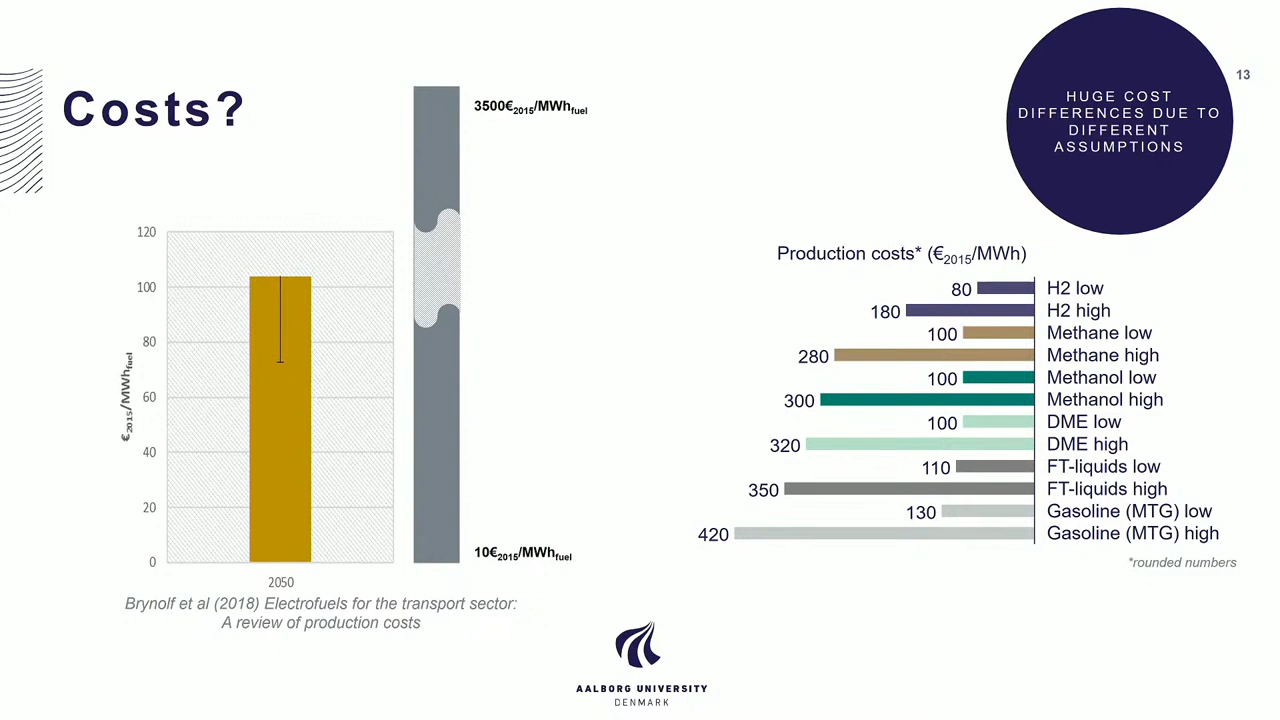 13
HUGE COST
DIFFERENCES DUE TO
DIFFERENT
ASSUMPTIONS
Costs?
3500€2015/MWhfuel
10€2015/MWhfuel
€2015/MWhfuel
120
100
80
60
40
20
0
2050
Brynolf et al (2018) Electrofuels for the transport sector:
A review of production costs
Production costs* (€2015/MWh)
80 H2 low
180 H2 high
100 Methane low
280 Methane high
100 Methanol low
300 Methanol high
100 DME low
320 DME high
110 FT-liquids low
350 FT-liquids high
130 Gasoline (MTG) low
420 Gasoline (MTG) high
*rounded numbers
AALBORG UNIVERSITY
DENMARK